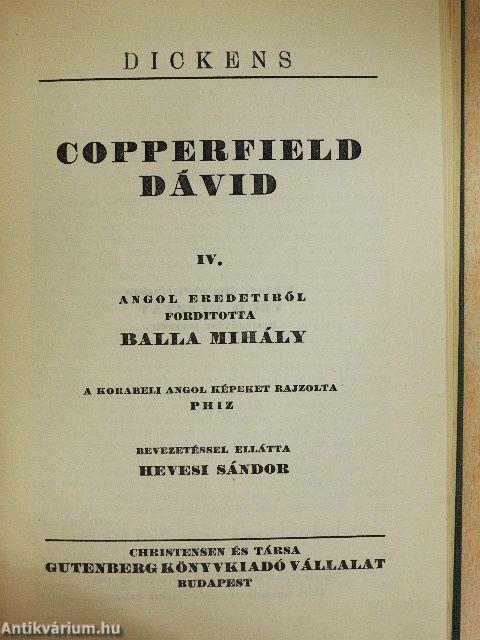 DICKENS
COPPERFIELD
DÁVID
IV.
ANGOL EREDETIBŐL
FORDITOTTA
BALLA MIHÁLY
A KORABELI ANGOL KÉPEKET RAJZOLTA
PHIZ
BEVEZETÉSSEL ELLÁTTA
HEVESI SÁNDOR
CHRISTENSEN ÉS TÁRSA
GUTENBERG KÖNYVKIADÓ VÁLLALAT
BUDAPEST
Antikvárium.hu